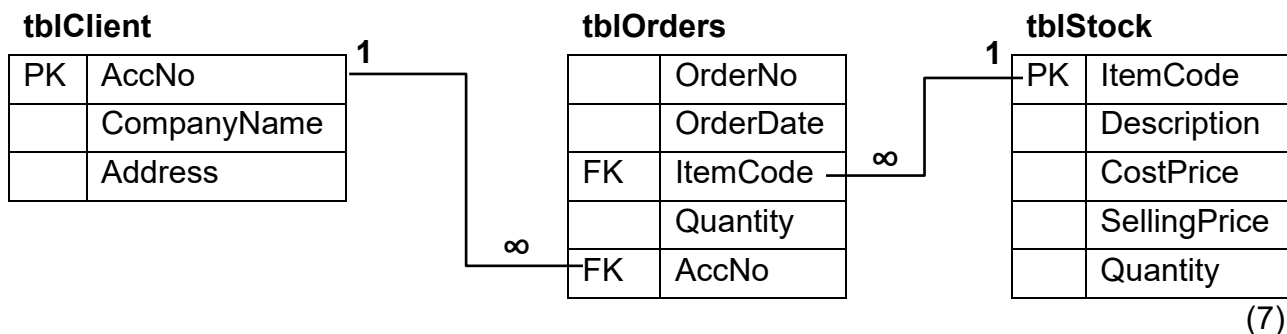 tblClient
1
PK AccNo
CompanyName
Address
∞
tblOrders
OrderNo
OrderDate
FK ItemCode
∞
Quantity
FK AccNo
tblStock
1
PK ItemCode
Description
CostPrice
SellingPrice
Quantity
(7)